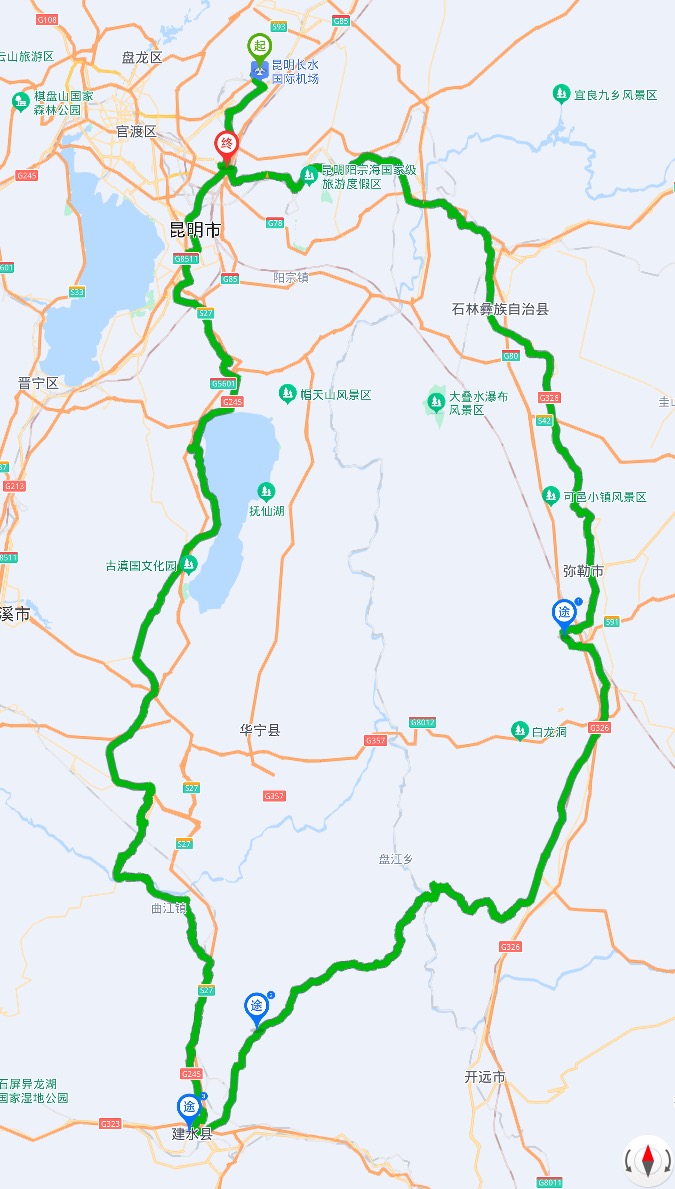 G108
S93
G85
起
云山旅游区
盘龙区
昆明长水
国际机场
棋盘山国家
森林公园
宜良九乡风景区
官渡区
终
G245
昆明阳宗海国家级
旅游度假区
G78
昆明市
G8511
601
G85
阳宗镇
S33
S27
石林彝族自治县
G80
晋宁区
G5601
G245
帽天山风景区
大叠水瀑布
风景区
G326
S42
圭山
37
G213
抚仙湖
可邑小镇风景区
8511
古滇国文化园
弥勒市
途
1
溪市
S91
华宁县
G8012
G357
白龙洞
G326
S27
G357
S27
盘江乡
曲江镇
G326
S27
途
2
G245
开远市
石屏异龙湖
国家湿地公园
途
3
G323
建水县
G8011